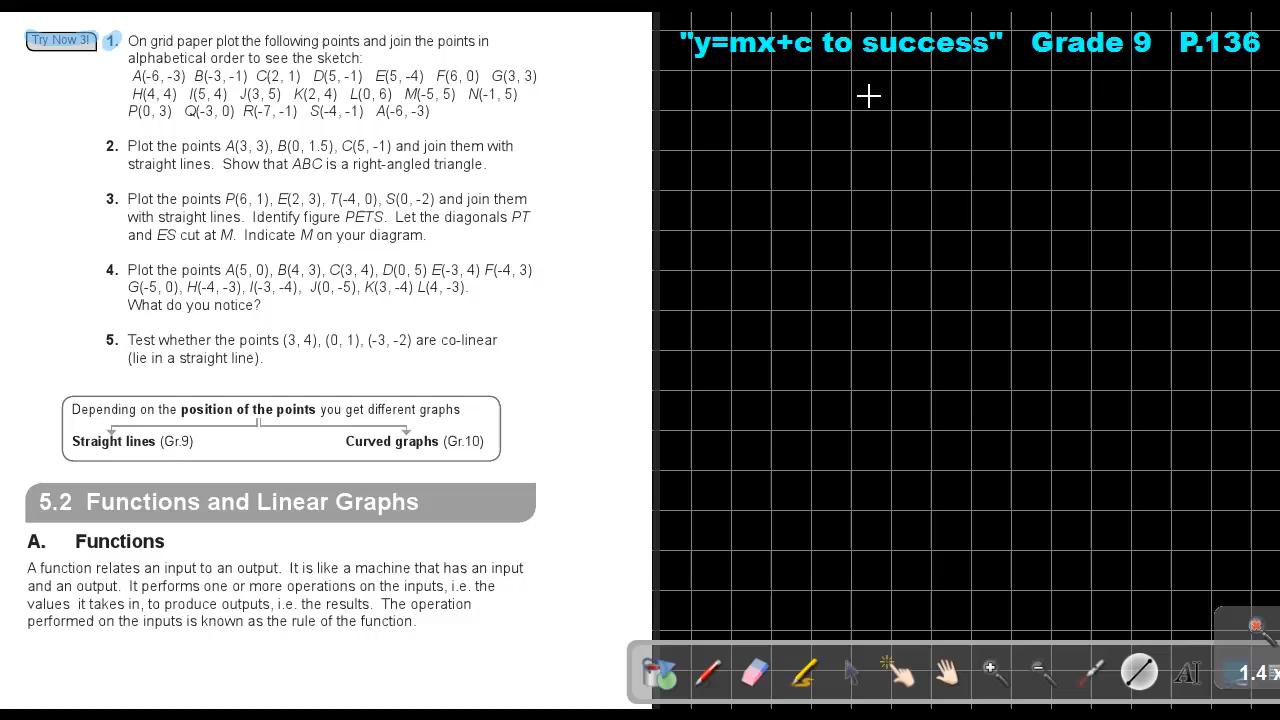 Try Now 3!
1. On grid paper plot the following points and join the points in
alphabetical order to see the sketch:
A(-6, -3) B(-3, -1) C(2, 1) D(5, -1) E(5, -4) F(6, 0) G(3, 3)
H(4, 4) I(5, 4) J(3, 5) K(2, 4) L(0, 6) M(-5, 5) N(-1, 5)
P(0, 3) Q(-3, 0) R(-7, -1) S(-4, -1) A(-6, -3)
2. Plot the points A(3, 3), B(0, 1.5), C(5, -1) and join them with
straight lines. Show that ABC is a right-angled triangle.
3. Plot the points P(6, 1), E(2, 3), T(-4, 0), S(0, -2) and join them
with straight lines. Identify figure PETS. Let the diagonals PT
and ES cut at M. Indicate M on your diagram.
4. Plot the points A(5, 0), B(4, 3), C(3, 4), D(0, 5) E(-3, 4) F(-4, 3)
G(-5, 0), H(-4, -3), I(-3, -4), J(0, -5), K(3, -4) L(4, -3).
What do you notice?
5. Test whether the points (3, 4), (0, 1), (-3, -2) are co-linear
(lie in a straight line).
Depending on the position of the points you get different graphs
Straight lines (Gr.9) Curved graphs (Gr.10)
5.2 Functions and Linear Graphs
A. Functions
A function relates an input to an output. It is like a machine that has an input
and an output. It performs one or more operations on the inputs, i.e. the
values it takes in, to produce outputs, i.e. the results. The operation
performed on the inputs is known as the rule of the function.
"y=mx+c to success" Grade 9 P.136
AI
1.4 x